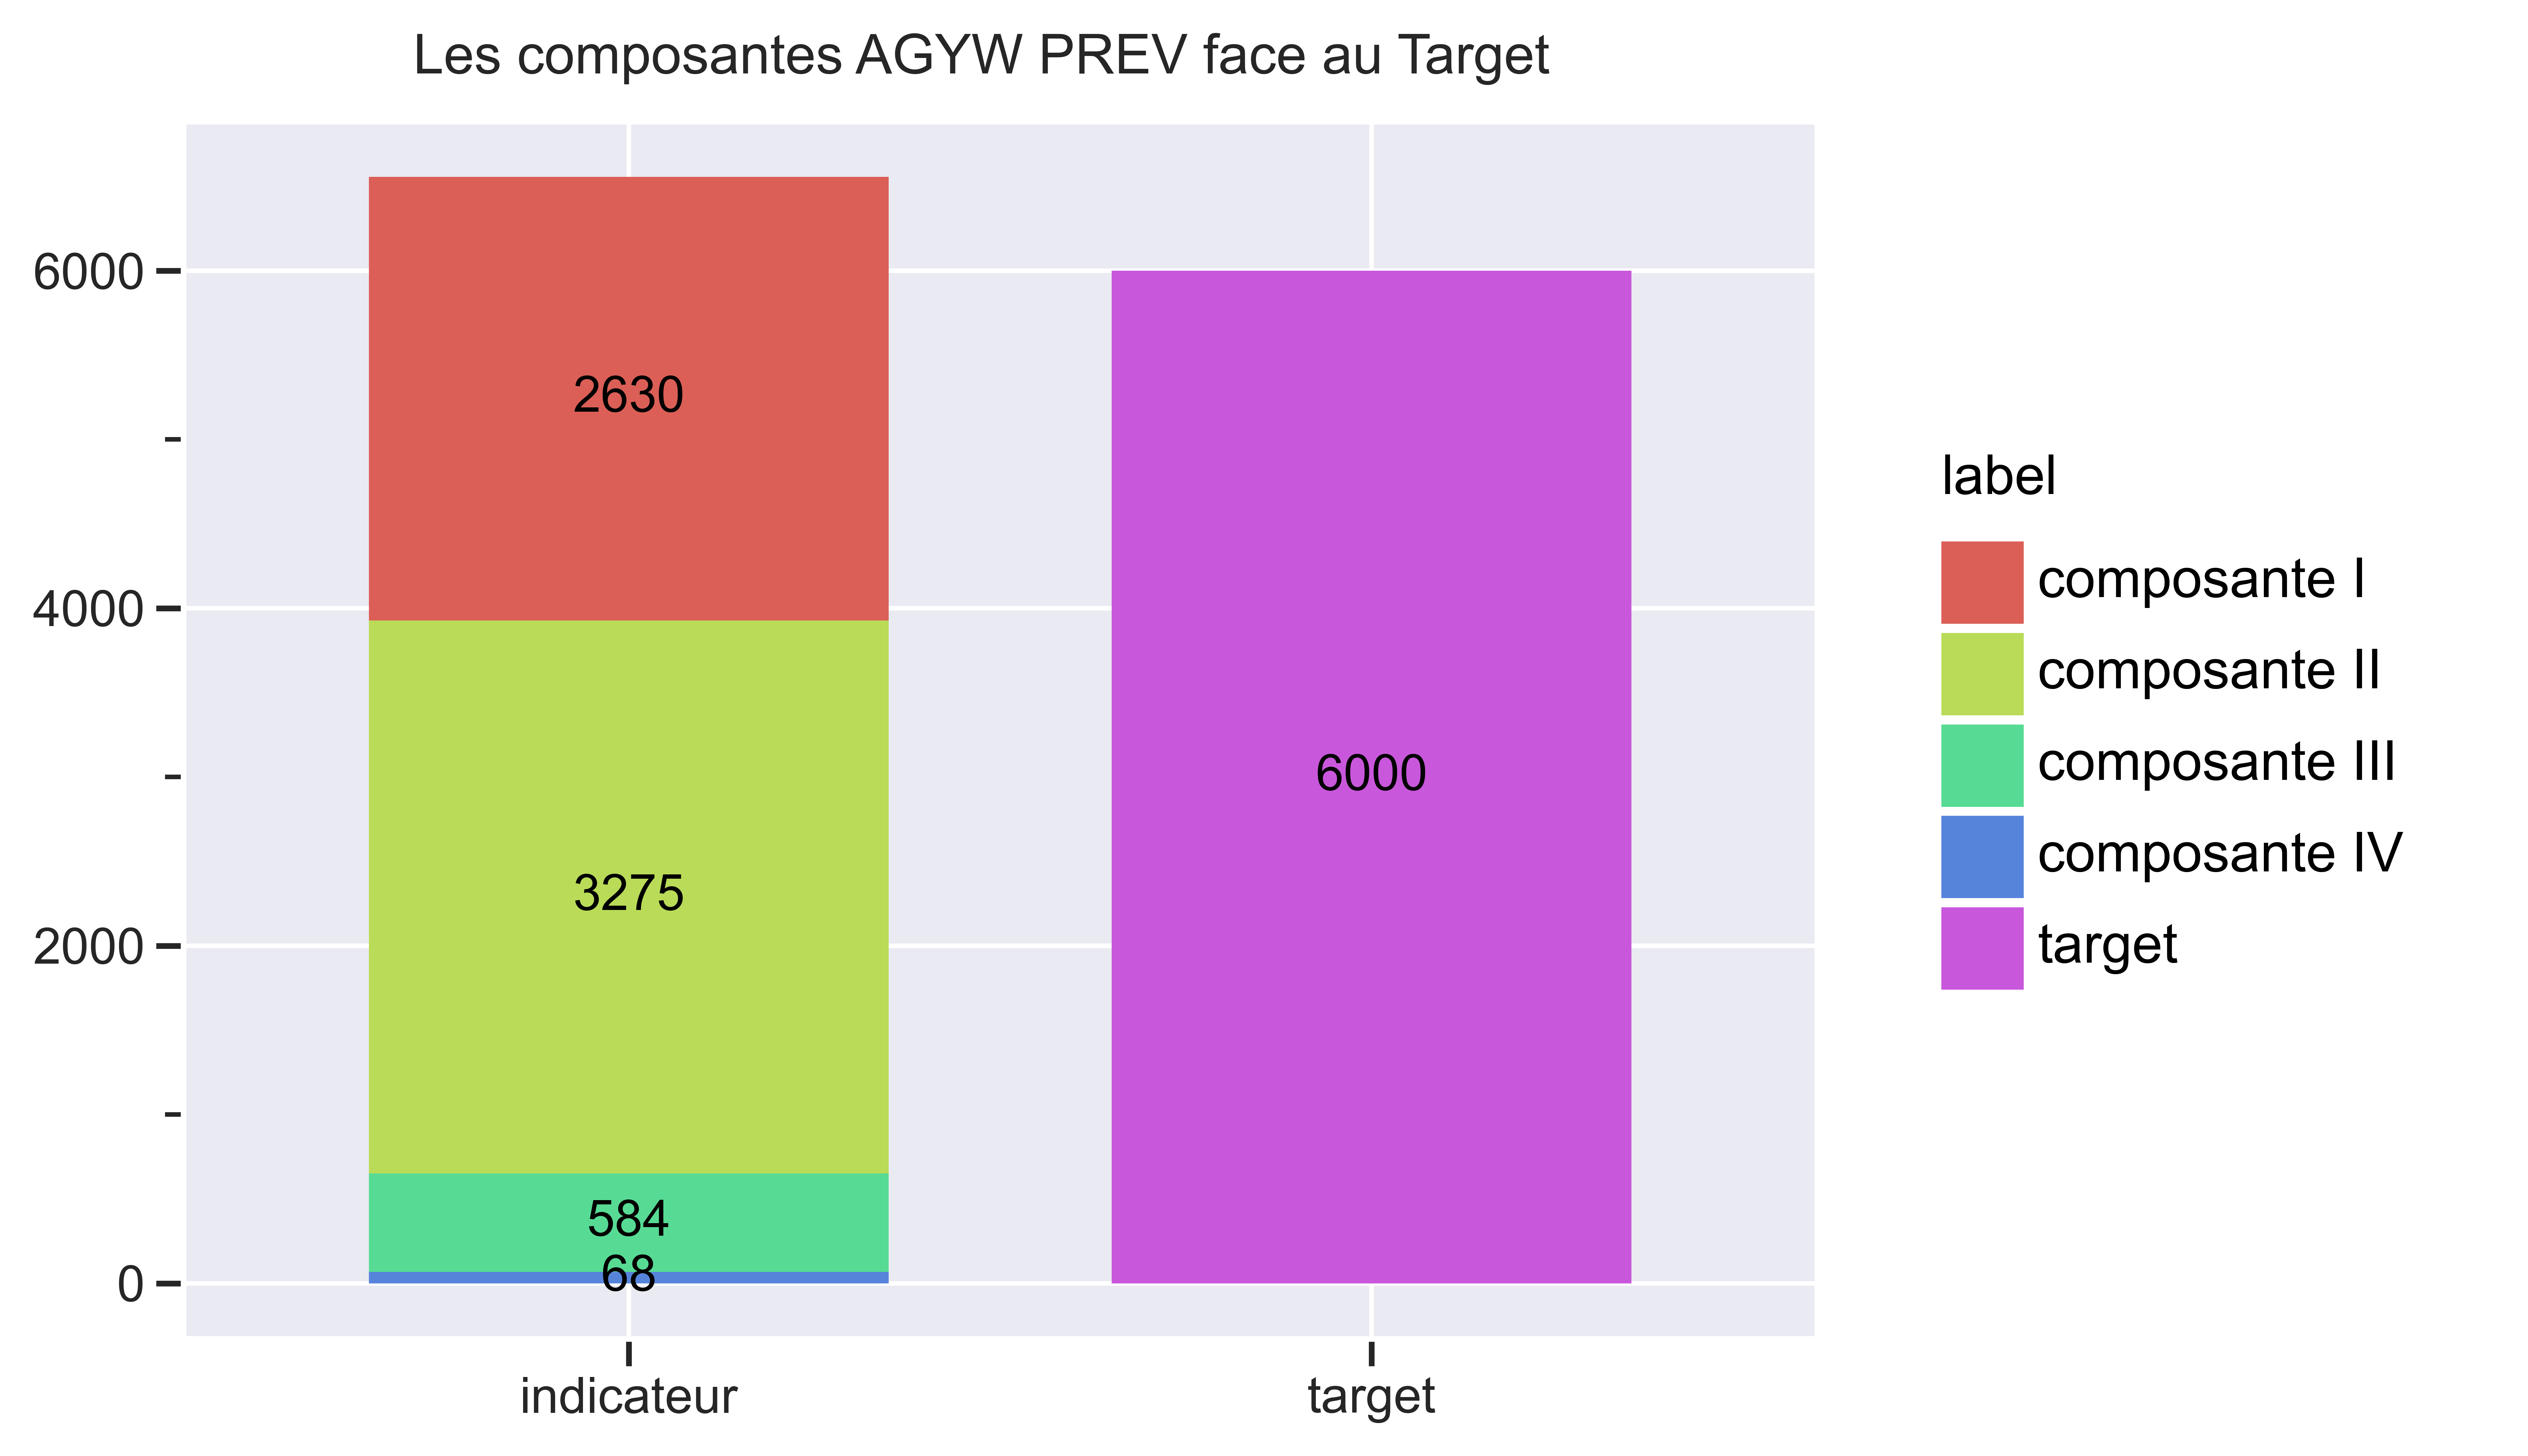 Les composantes AGYW PREV face au Target
6000
4000
2000
0
2630
3275
584
68
6000
indicateur
target
label
composante I
composante II
composante III
composante IV
target